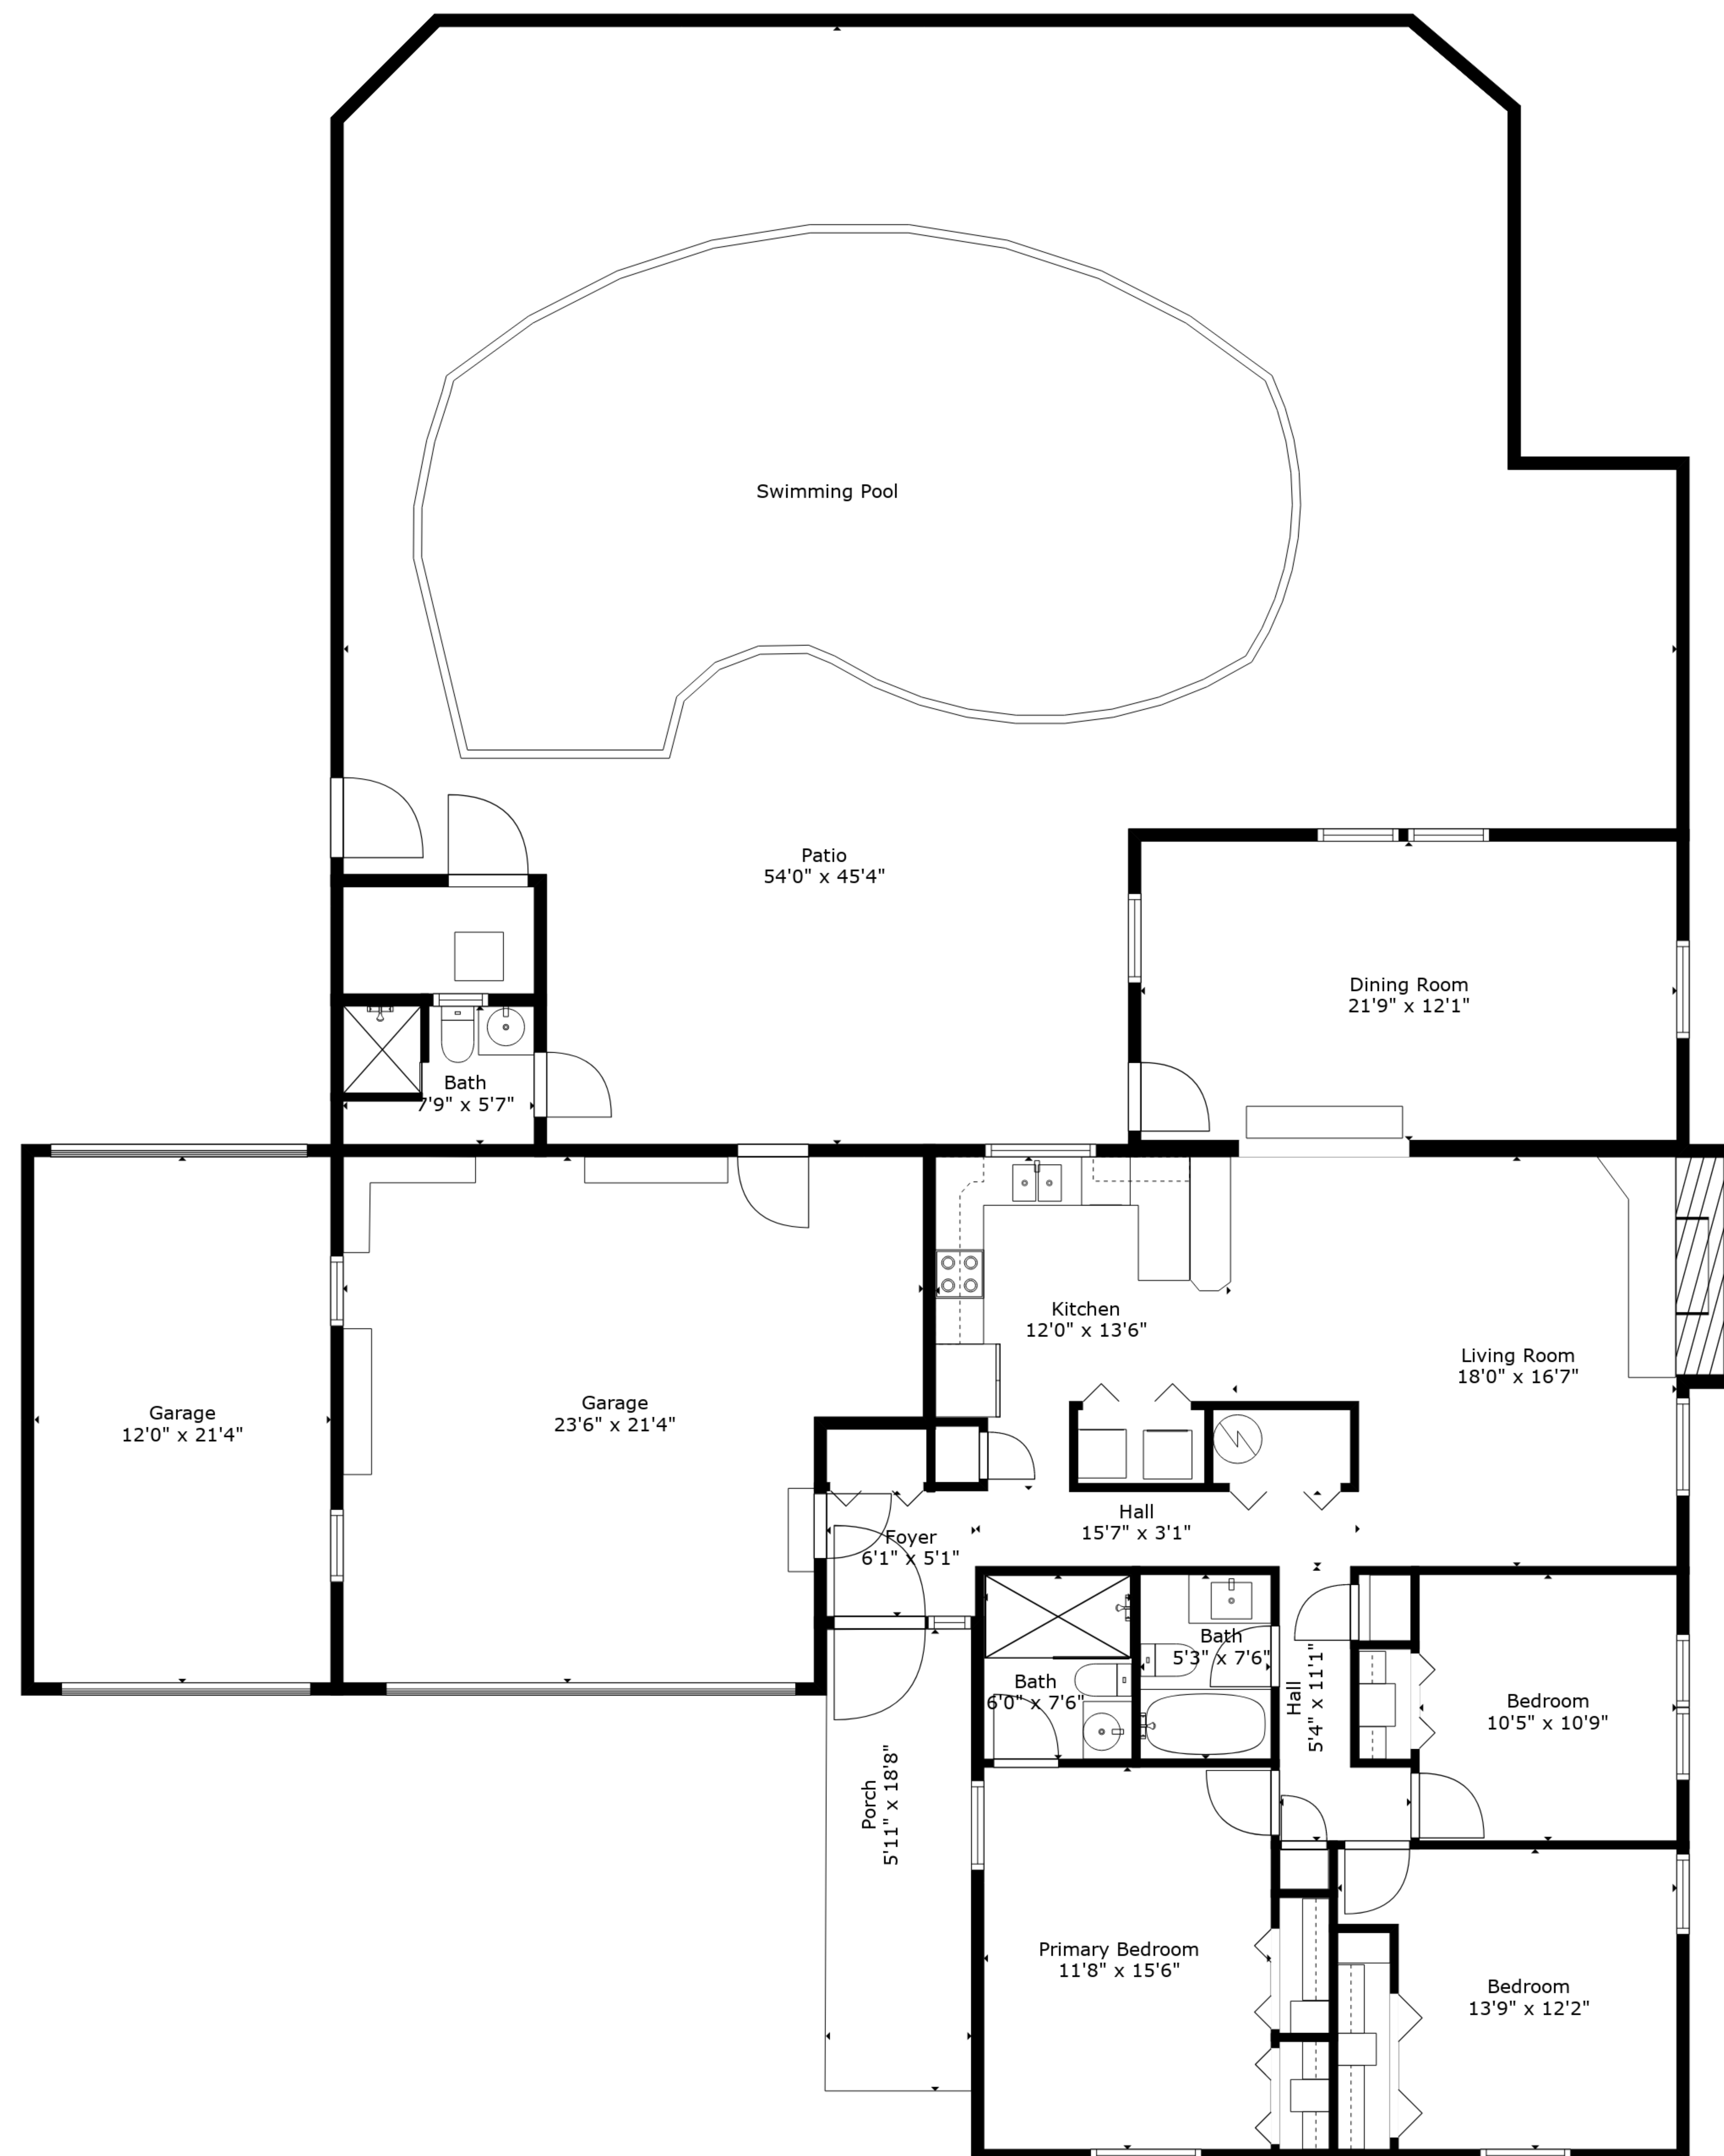 Swimming Pool
Patio
54'0" x 45'4"
Dining Room
21'9" x 12'1"
Bath
7'9" x 5'7"
Kitchen
12'0" x 13'6"
Living Room
18'0" x 16'7"
Garage
12'0" x 21'4"
Garage
23'6" x 21'4"
Hall
15'7" x 3'1"
Foyer
6'1" x 5'1"
Bath
5'3" x 7'6"
Bath
6'0" x 7'6"
Hall
5'4" x 11'1"
Bedroom
10'5" x 10'9"
Porch
5'11" x 18'8"
Primary Bedroom
11'8" x 15'6"
Bedroom
13'9" x 12'2"